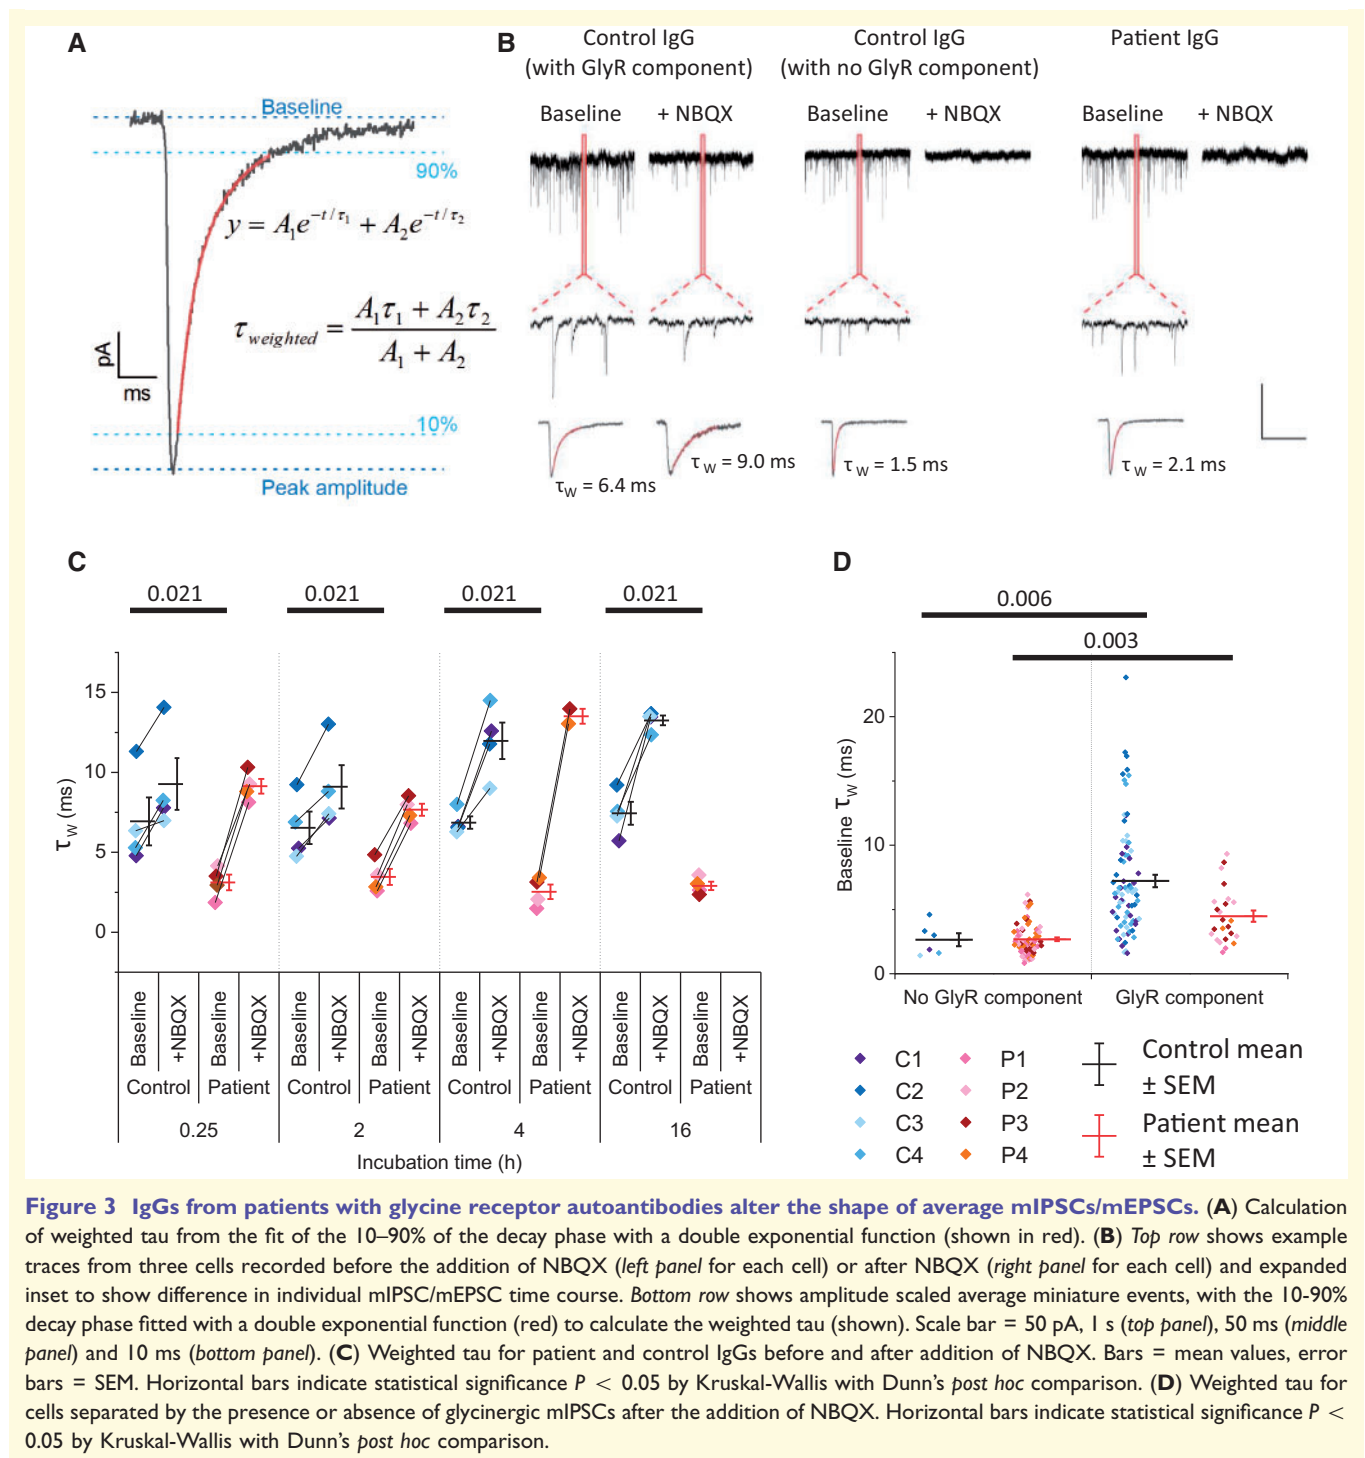 A
Baseline
90%
y = A₁e^{-t/τ₁} + A₂e^{-t/τ₂}
τ_weighted = (A₁τ₁ + A₂τ₂) / (A₁ + A₂)
pA
ms
10%
Peak amplitude
B
Control IgG
(with GlyR component)
Control IgG
(with no GlyR component)
Patient IgG
Baseline + NBQX
Baseline + NBQX
Baseline + NBQX
τ_W = 6.4 ms
τ_W = 9.0 ms
τ_W = 1.5 ms
τ_W = 2.1 ms
C
0.021 0.021 0.021 0.021
τ_W (ms)
15
10
5
0
Baseline +NBQX Baseline +NBQX Baseline +NBQX Baseline +NBQX Baseline +NBQX Baseline +NBQX Baseline +NBQX Baseline +NBQX
Control Patient Control Patient Control Patient Control Patient
0.25 2 4 16
Incubation time (h)
D
0.006
0.003
Baseline τ_W (ms)
20
10
0
No GlyR component GlyR component
C1 P1
C2 P2
C3 P3
C4 P4
Control mean
± SEM
Patient mean
± SEM
Figure 3 IgGs from patients with glycine receptor autoantibodies alter the shape of average mIPSCs/mEPSCs. (A) Calculation
of weighted tau from the fit of the 10–90% of the decay phase with a double exponential function (shown in red). (B) Top row shows example
traces from three cells recorded before the addition of NBQX (left panel for each cell) or after NBQX (right panel for each cell) and expanded
inset to show difference in individual mIPSC/mEPSC time course. Bottom row shows amplitude scaled average miniature events, with the 10-90%
decay phase fitted with a double exponential function (red) to calculate the weighted tau (shown). Scale bar = 50 pA, 1 s (top panel), 50 ms (middle
panel) and 10 ms (bottom panel). (C) Weighted tau for patient and control IgGs before and after addition of NBQX. Bars = mean values, error
bars = SEM. Horizontal bars indicate statistical significance P < 0.05 by Kruskal-Wallis with Dunn's post hoc comparison. (D) Weighted tau for
cells separated by the presence or absence of glycinergic mIPSCs after the addition of NBQX. Horizontal bars indicate statistical significance P <
0.05 by Kruskal-Wallis with Dunn's post hoc comparison.